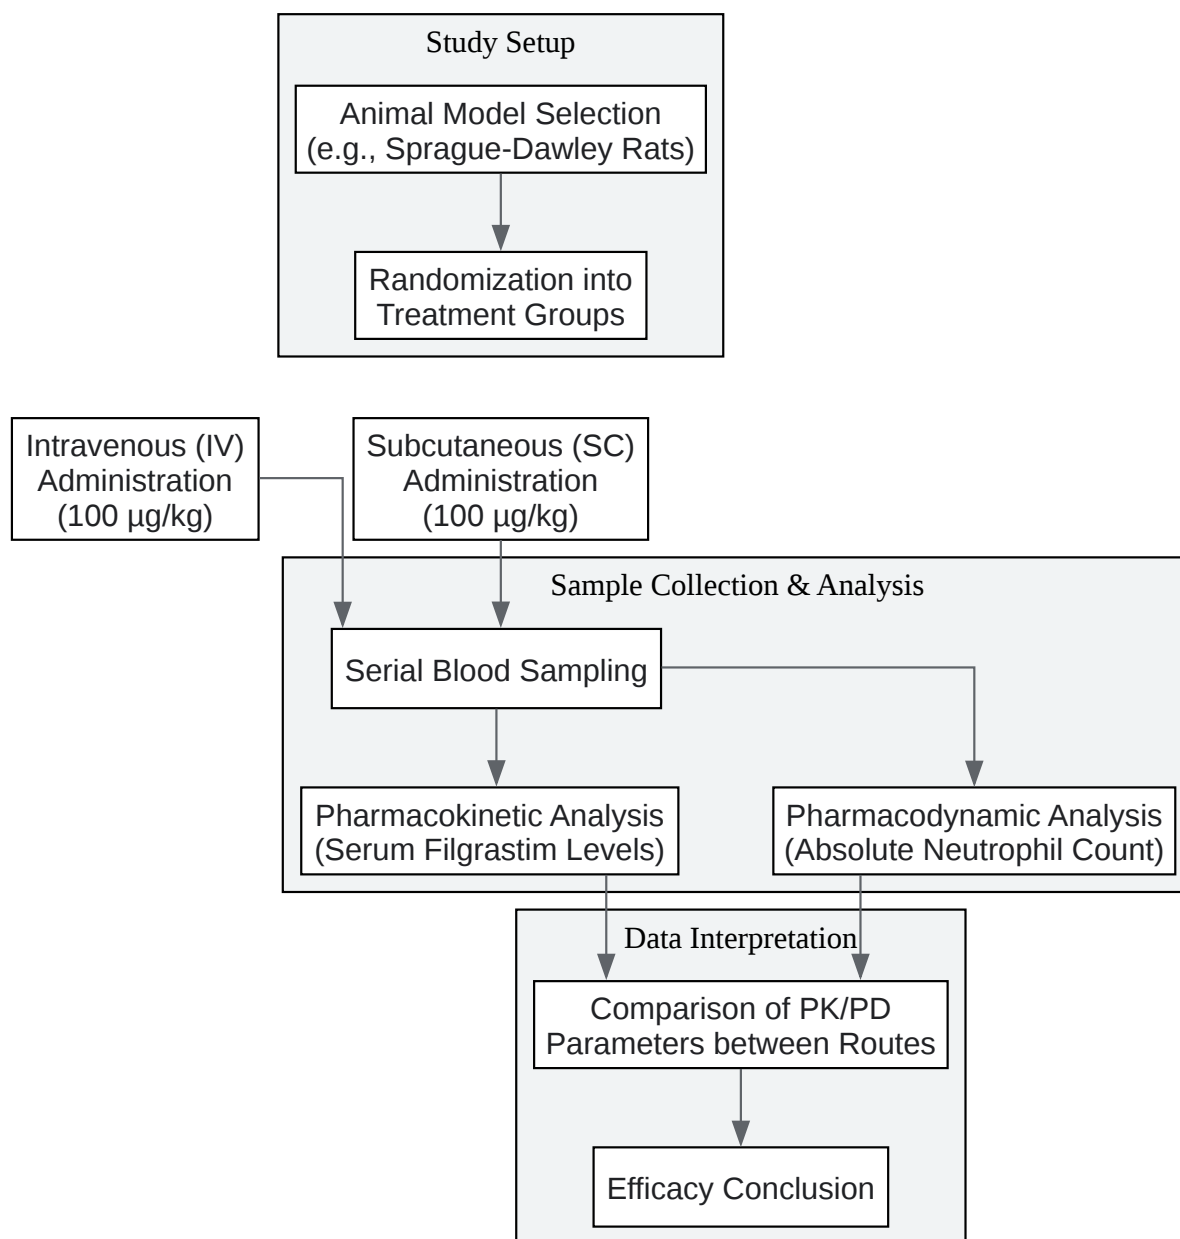 Study Setup
Animal Model Selection
(e.g., Sprague-Dawley Rats)
Randomization into
Treatment Groups
Intravenous (IV)
Administration
(100 µg/kg)
Subcutaneous (SC)
Administration
(100 µg/kg)
Sample Collection & Analysis
Serial Blood Sampling
Pharmacokinetic Analysis
(Serum Filgrastim Levels)
Pharmacodynamic Analysis
(Absolute Neutrophil Count)
Data Interpretation
Comparison of PK/PD
Parameters between Routes
Efficacy Conclusion